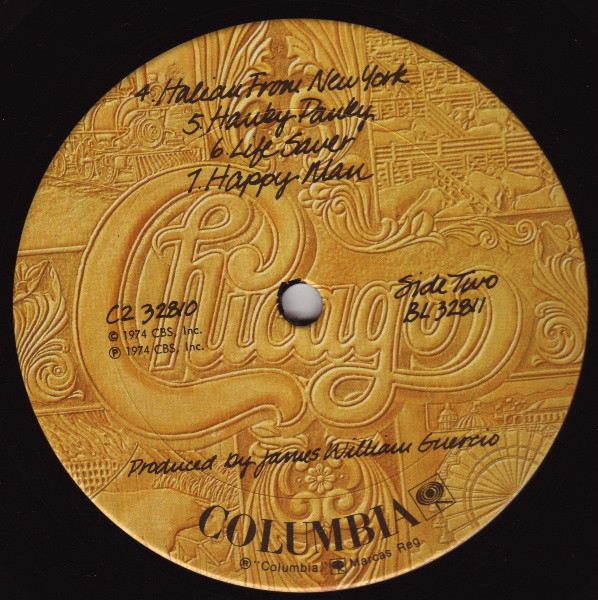 4. Italian From New York
5. Hanky Panky
6. Life Saver
7. Happy Man
Chicago
C2 32810
© 1974 CBS, Inc.
℗ 1974 CBS, Inc.
Side Two
BL 32811
Produced by James William Guercio
COLUMBIA
® "Columbia," Marcas Reg.